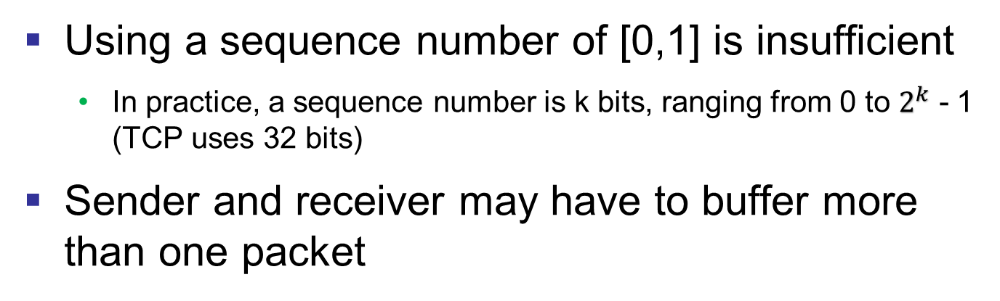 ▪ Using a sequence number of [0,1] is insufficient
• In practice, a sequence number is k bits, ranging from 0 to 2^k - 1
(TCP uses 32 bits)
▪ Sender and receiver may have to buffer more
than one packet